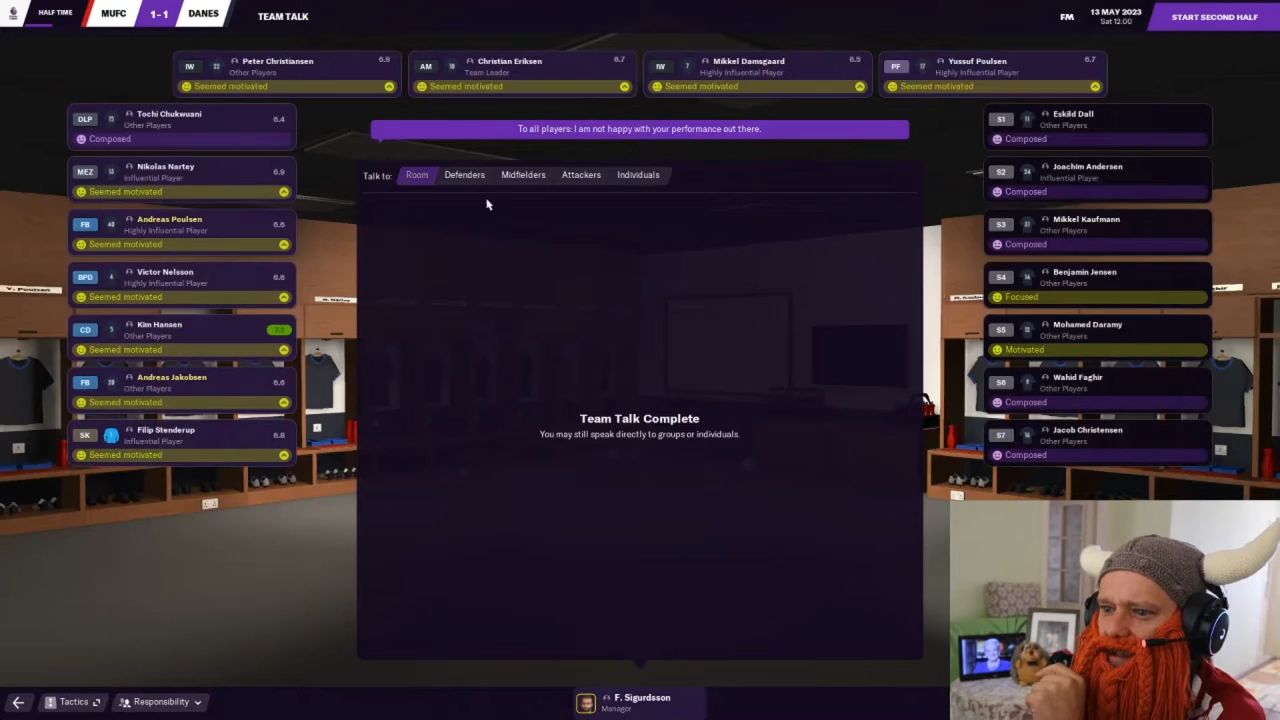 HALF TIME
MUFC
1-1
DANES
TEAM TALK
FM
13 MAY 2023
Sat 12:00
START SECOND HALF
IW
22
Peter Christiansen
6.9
Other Players
Seemed motivated
AM
10
Christian Eriksen
6.7
Team Leader
Seemed motivated
IW
7
Mikkel Damsgaard
6.5
Highly Influential Player
Seemed motivated
PF
Yussuf Poulsen
6.7
Highly Influential Player
Seemed motivated
To all players: I am not happy with your performance out there.
Talk to:
Room
Defenders
Midfielders
Attackers
Individuals
DLP
Tochi Chukwuani
6.4
Other Players
Composed
MEZ
Nikolas Nartey
6.9
Influential Player
Seemed motivated
FB
Andreas Poulsen
6.6
Highly Influential Player
Seemed motivated
BPD
4
Victor Nelsson
6.6
Highly Influential Player
Seemed motivated
CD
5
Kim Hansen
7.1
Other Players
Seemed motivated
FB
Andreas Jakobsen
6.6
Other Players
Seemed motivated
SK
Filip Stenderup
6.8
Influential Player
Seemed motivated
S1
11
Eskild Dall
Other Players
Composed
S2
24
Joachim Andersen
Influential Player
Composed
S3
Mikkel Kaufmann
Other Players
Composed
S4
14
Benjamin Jensen
Other Players
Focused
S5
Mohamed Daramy
Other Players
Motivated
S6
9
Wahid Faghir
Other Players
Composed
S7
Jacob Christensen
Other Players
Composed
Team Talk Complete
You may still speak directly to groups or individuals.
Tactics
Responsibility
F. Sigurdsson
Manager